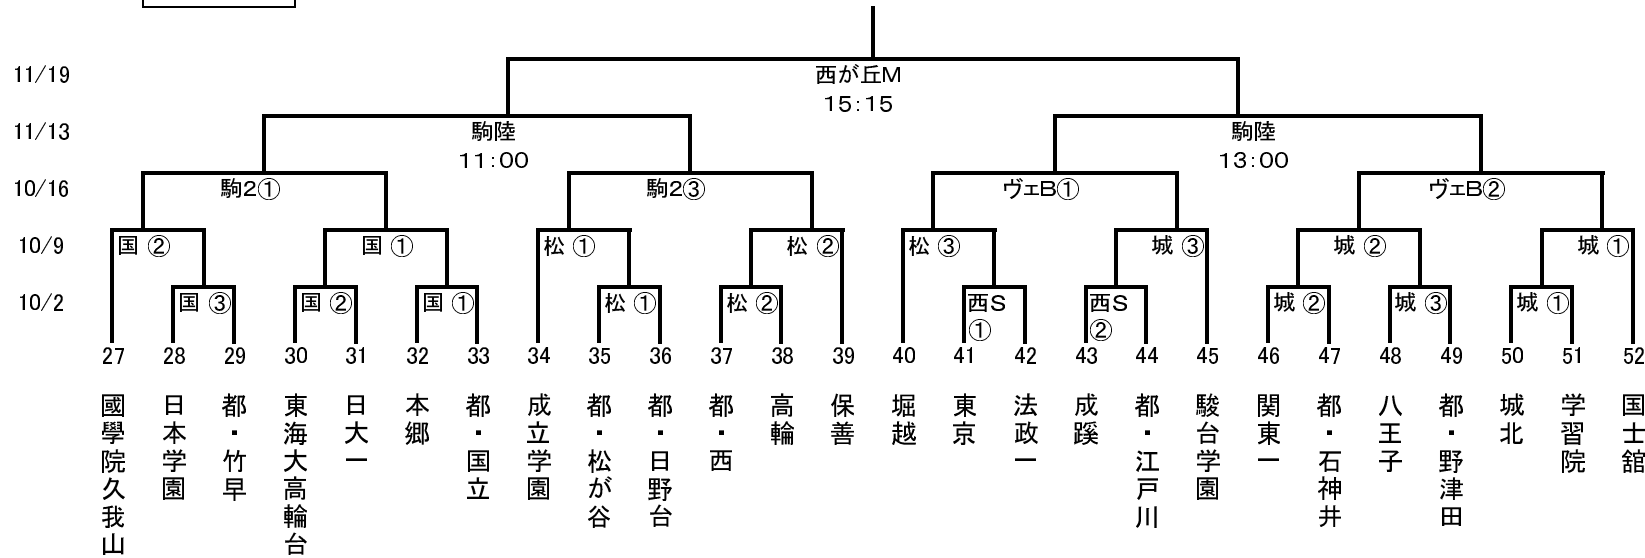 11/19
西が丘M
15:15
11/13
駒陸
駒陸
11:00
13:00
10/16
駒2①
駒2③
ヴェB①
ヴェB②
10/9
国 ②
国 ①
松 ①
松 ②
松 ③
城 ③
城 ②
城 ①
10/2
国 ③
国 ②
国 ①
松 ①
松 ②
西S
①
西S
②
城 ②
城 ③
城 ①
27 28 29 30 31 32 33 34 35 36 37 38 39 40 41 42 43 44 45 46 47 48 49 50 51 52
國學院久我山
日本学園
都・竹早
東海大高輪台
日大一
本郷
都・国立
成立学園
都・松が谷
都・日野台
都・西
高輪
保善
堀越
東京
法政一
成蹊
都・江戸川
駿台学園
関東一
都・石神井
八王子
都・野津田
城北
学習院
国士舘